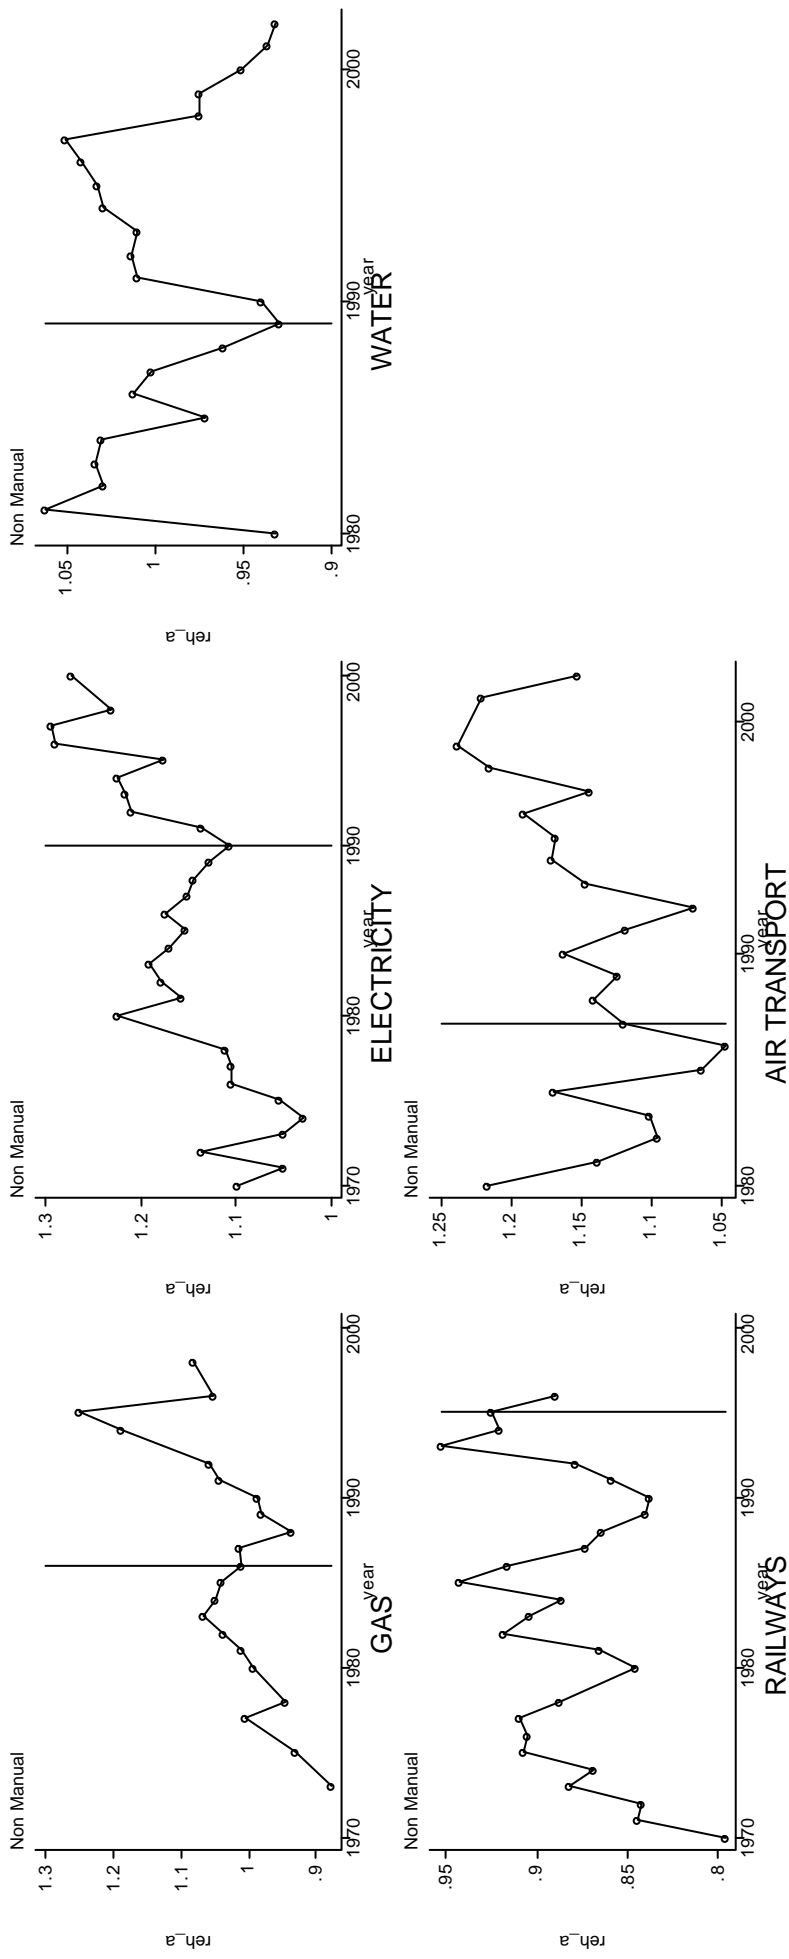 Non Manual
reh_a
1.3
1.2
1.1
1
.9
1970
1980
1990
2000
year
GAS
Non Manual
reh_a
1.3
1.2
1.1
1
1970
1980
1990
2000
year
ELECTRICITY
Non Manual
reh_a
1.05
1
.95
.9
1980
1990
2000
year
WATER
Non Manual
reh_a
.95
.9
.85
.8
1970
1980
1990
2000
year
RAILWAYS
Non Manual
reh_a
1.25
1.2
1.15
1.1
1.05
1980
1990
2000
year
AIR TRANSPORT